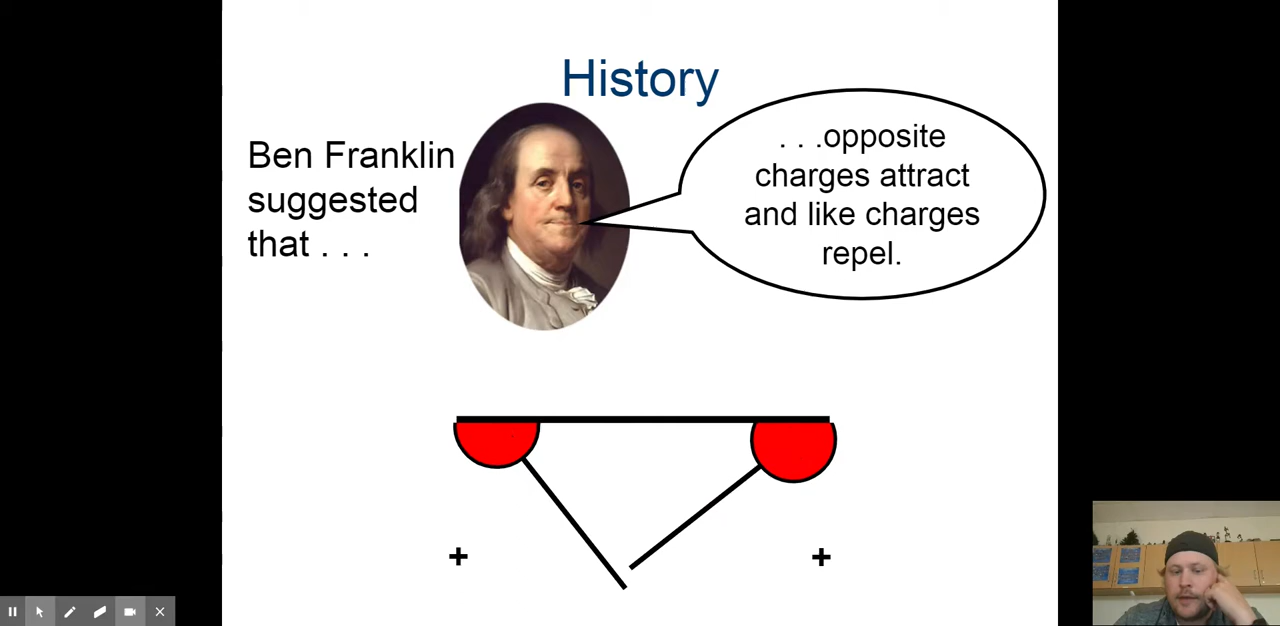 History
Ben Franklin
suggested
that . . .
. . .opposite
charges attract
and like charges
repel.
+
+